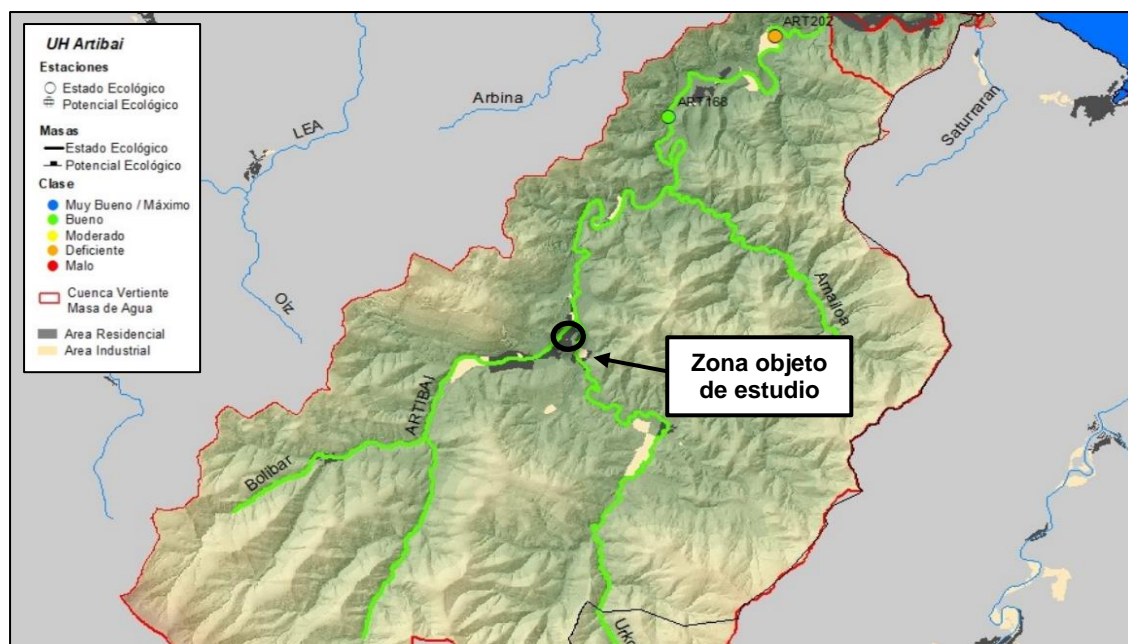 UH Artibai
Estaciones
Estado Ecológico
Potencial Ecológico
Masas
Estado Ecológico
Potencial Ecológico
Clase
Muy Bueno / Máximo
Bueno
Moderado
Deficiente
Malo
Cuenca Vertiente
Masa de Agua
Area Residencial
Area Industrial
ART202
Arbina
ART168
LEA
Saturraran
Oiz
Amailoa
Zona objeto
de estudio
ARTIBAI
Bolibar